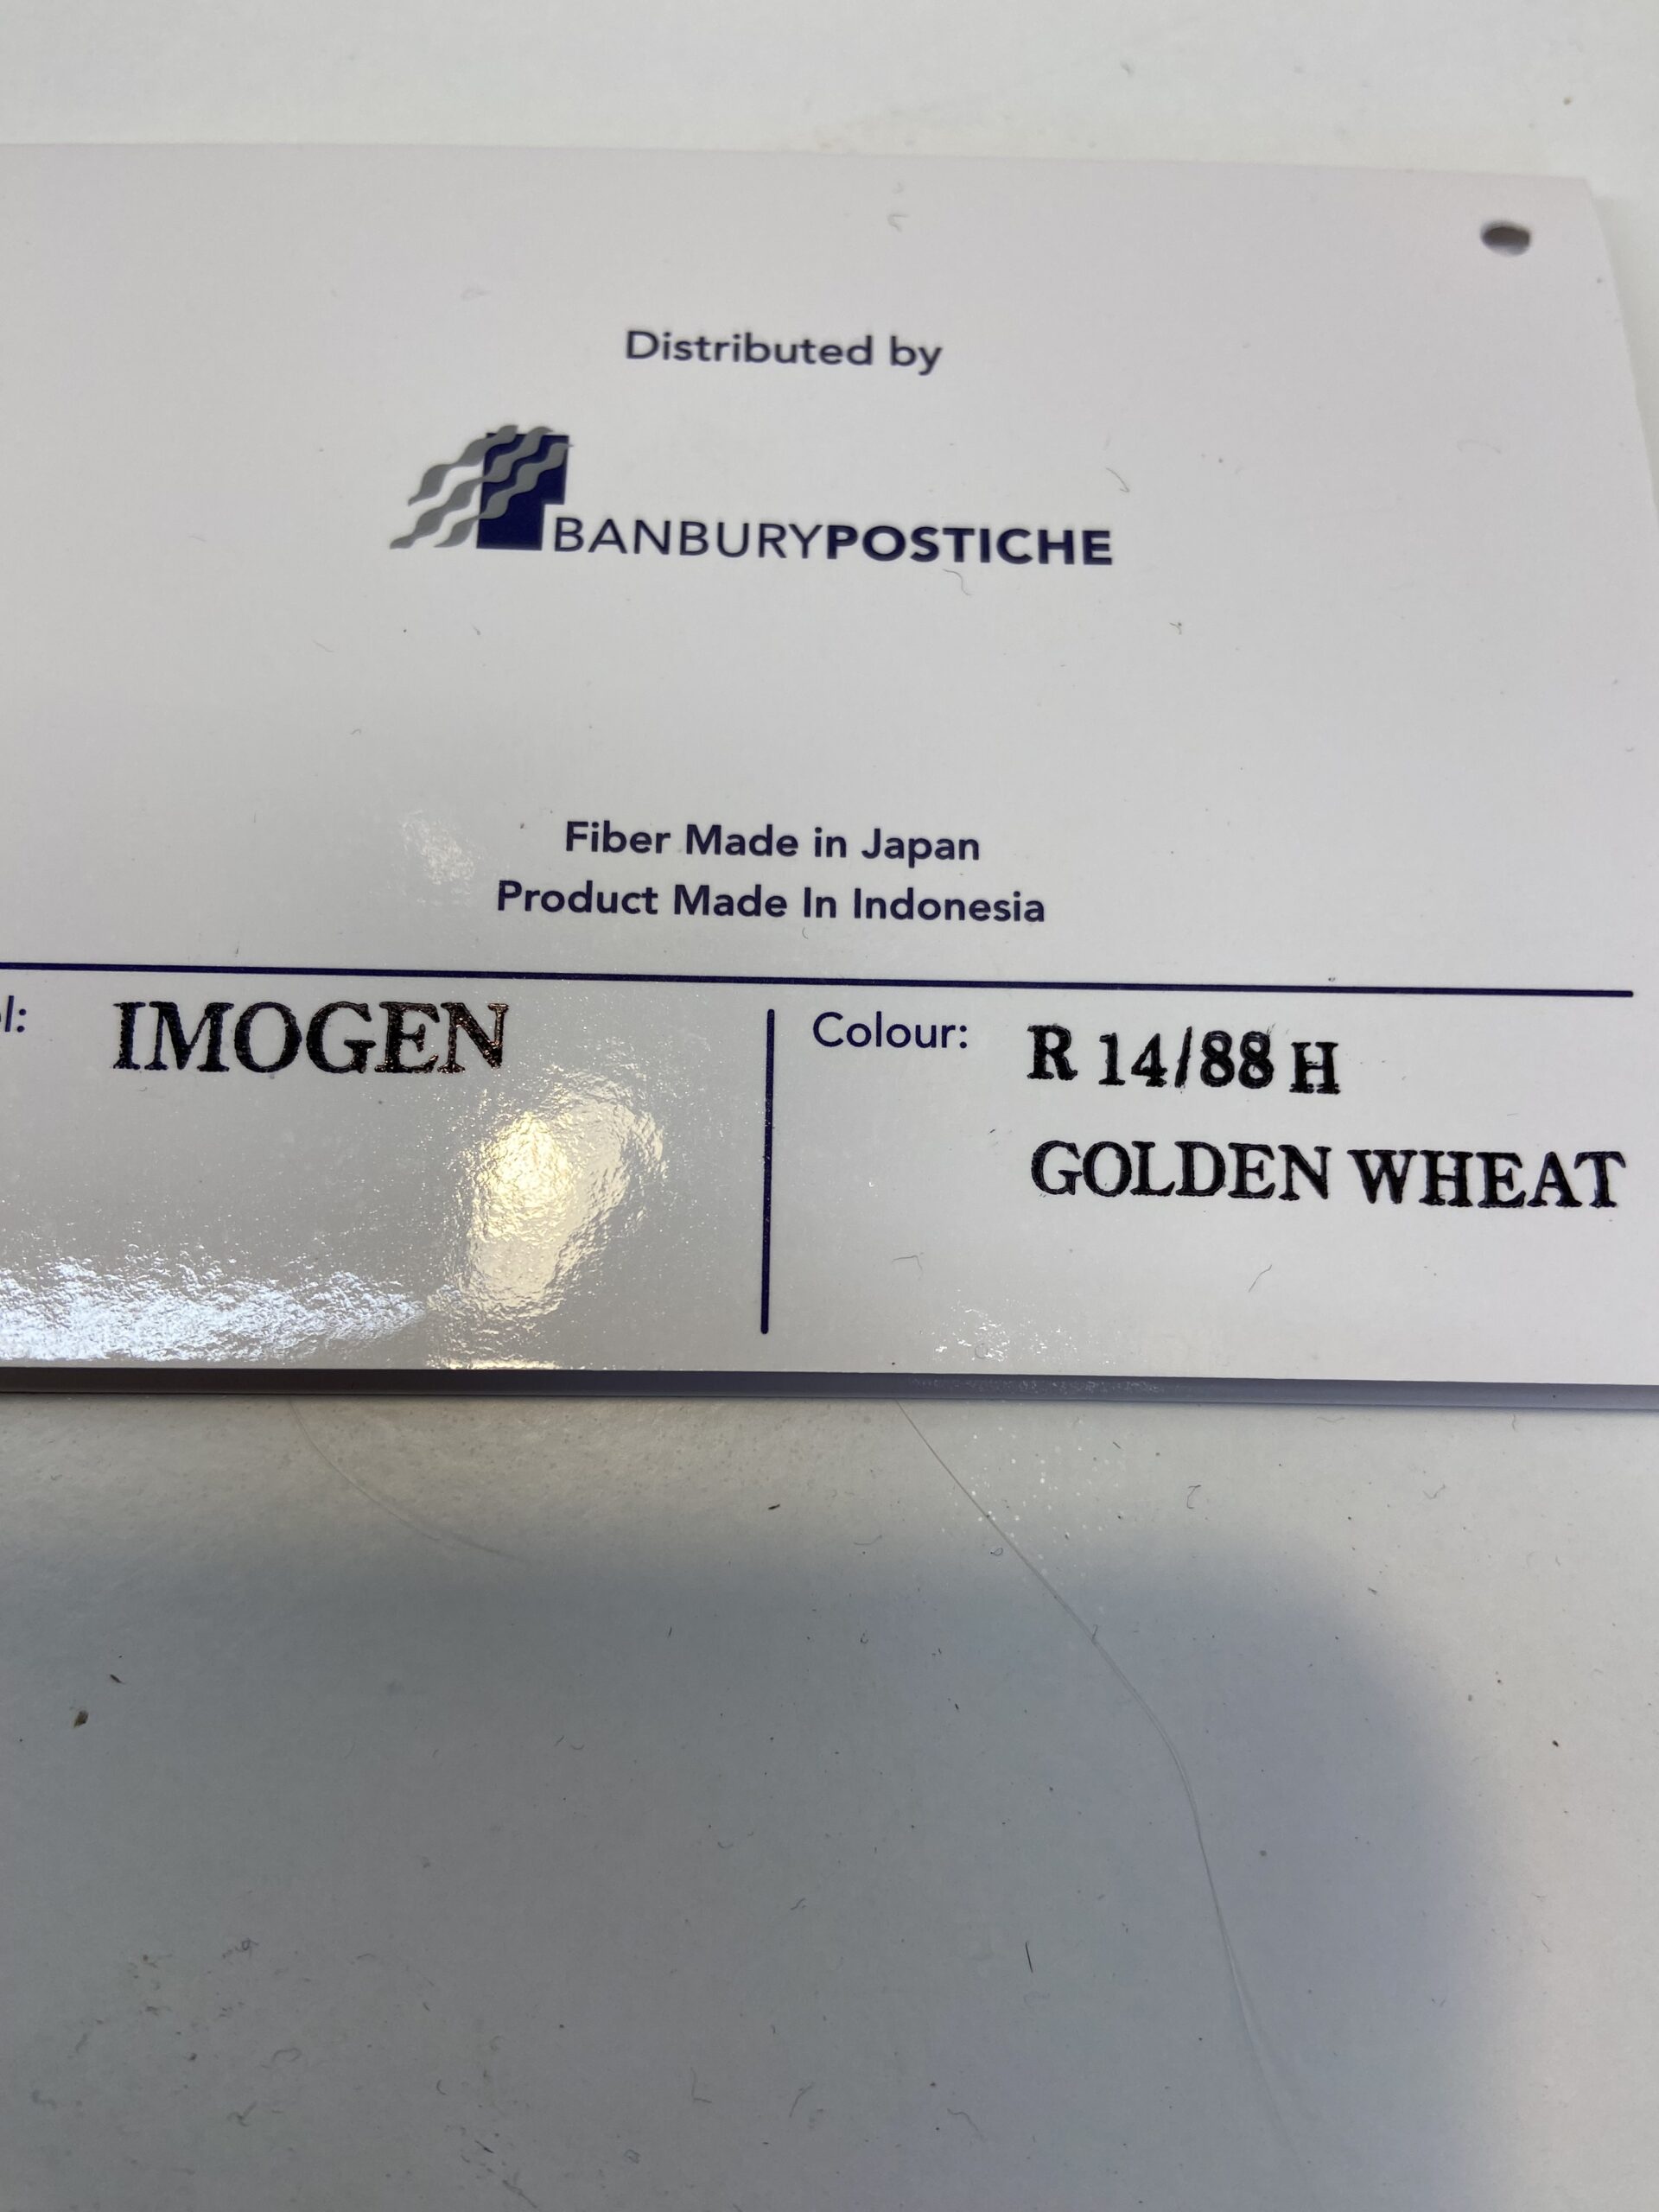 Distributed by
BANBURYPOSTICHE
Fiber Made in Japan
Product Made In Indonesia
l: IMOGEN
Colour: R 14/88 H
GOLDEN WHEAT